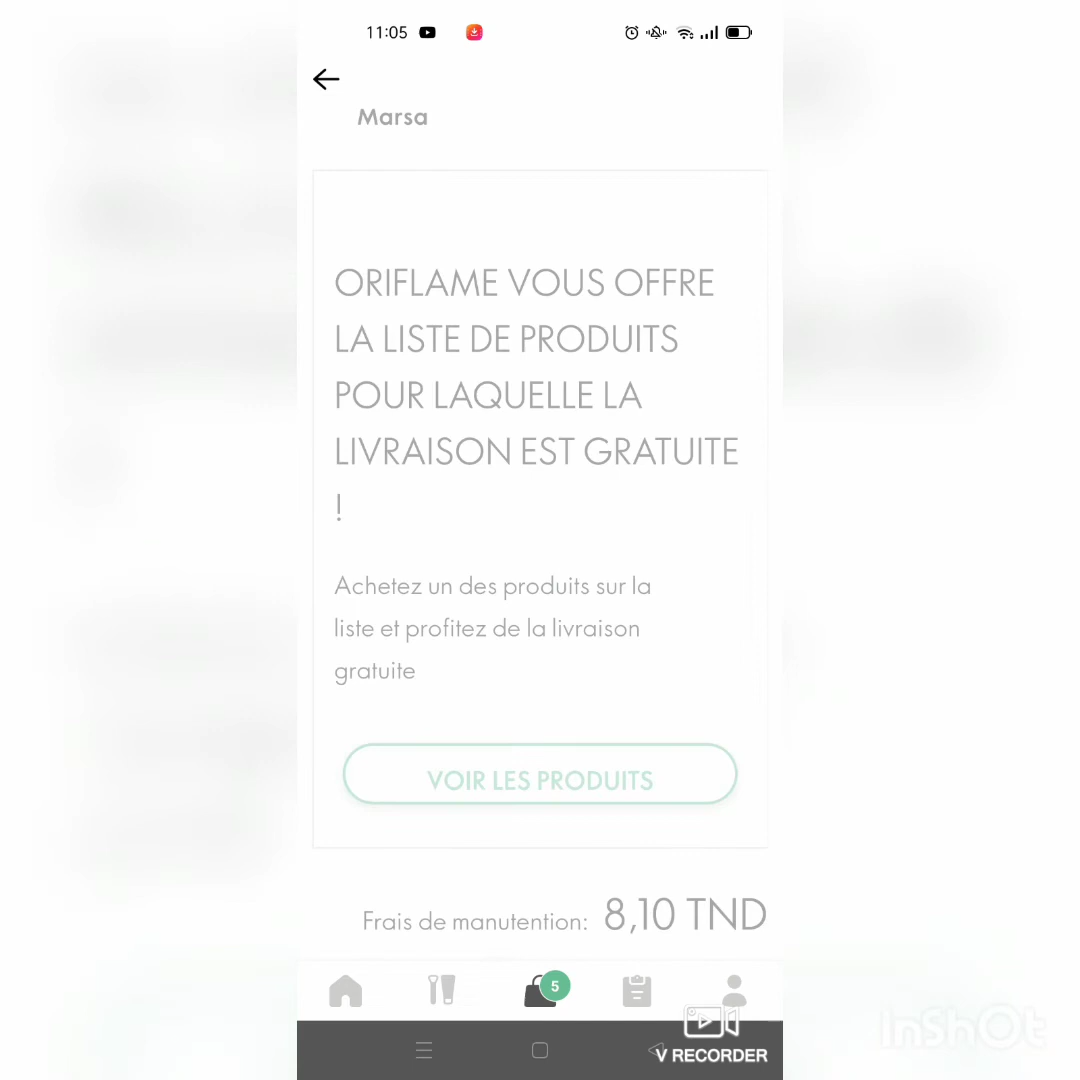 11:05
Marsa
ORIFLAME VOUS OFFRE
LA LISTE DE PRODUITS
POUR LAQUELLE LA
LIVRAISON EST GRATUITE
!
Achetez un des produits sur la
liste et profitez de la livraison
gratuite
VOIR LES PRODUITS
Frais de manutention: 8,10 TND
5
V RECORDER
InShOt